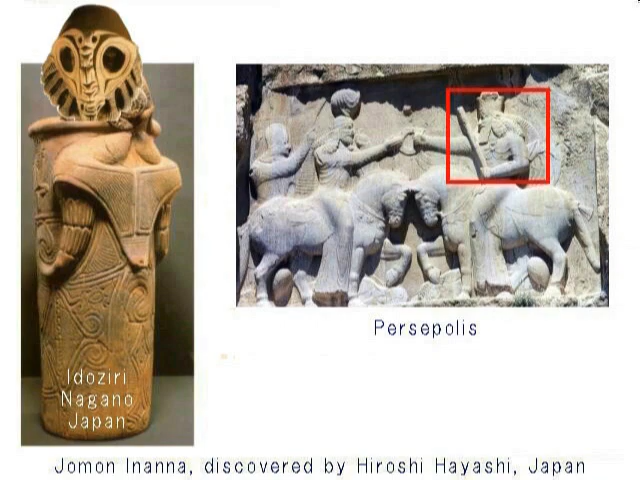 Persepolis
Idoziri
Nagano
Japan
Jomon Inanna, discovered by Hiroshi Hayashi, Japan